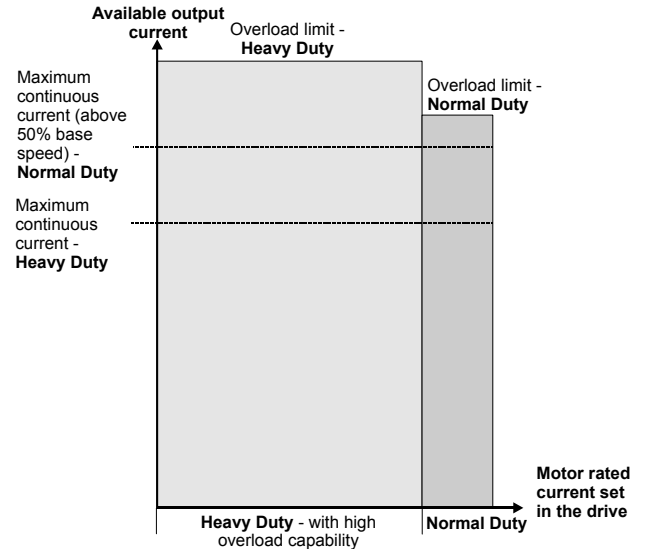 Available output
current
Overload limit -
Heavy Duty
Overload limit -
Normal Duty
Maximum
continuous
current (above
50% base
speed) -
Normal Duty
Maximum
continuous
current -
Heavy Duty
Motor rated
current set
in the drive
Heavy Duty - with high
overload capability
Normal Duty